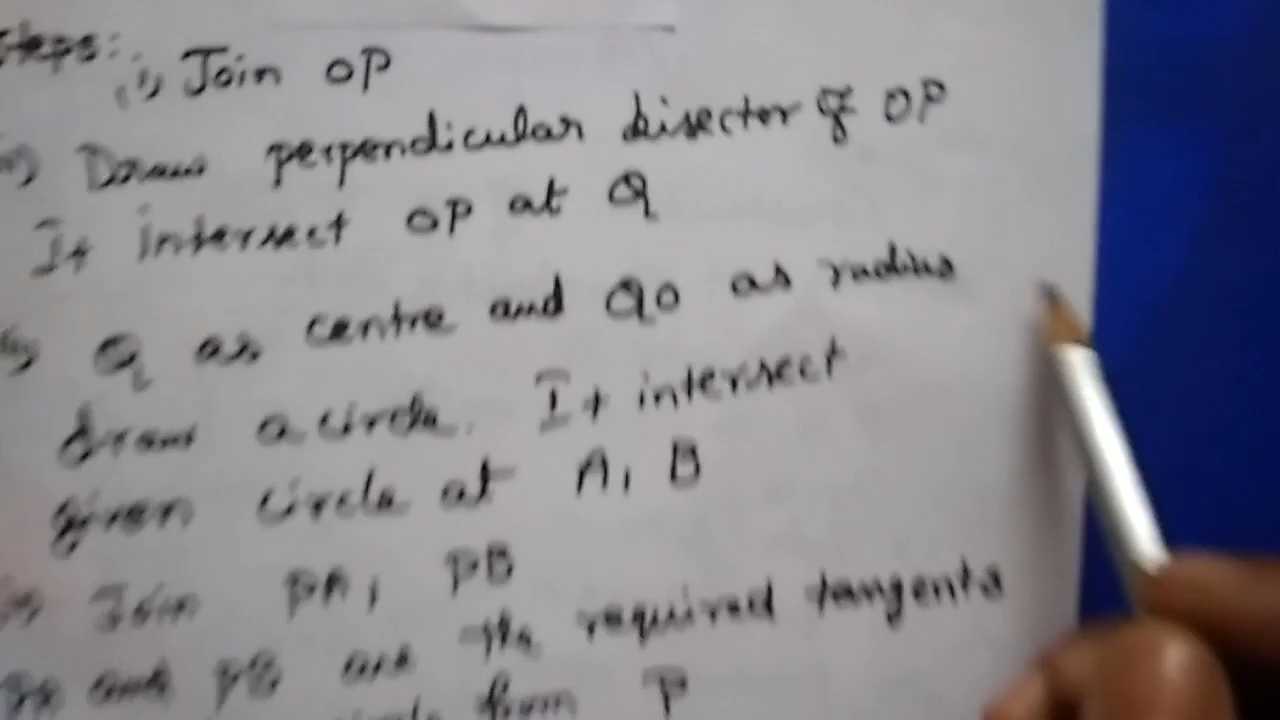 Steps:
i) Join OP
ii) Draw perpendicular bisector of OP
It intersect OP at Q
Q as centre and QO as radius
draw a circle. It intersect
given circle at A, B
Join PA, PB
and PB are the required tangents
from P